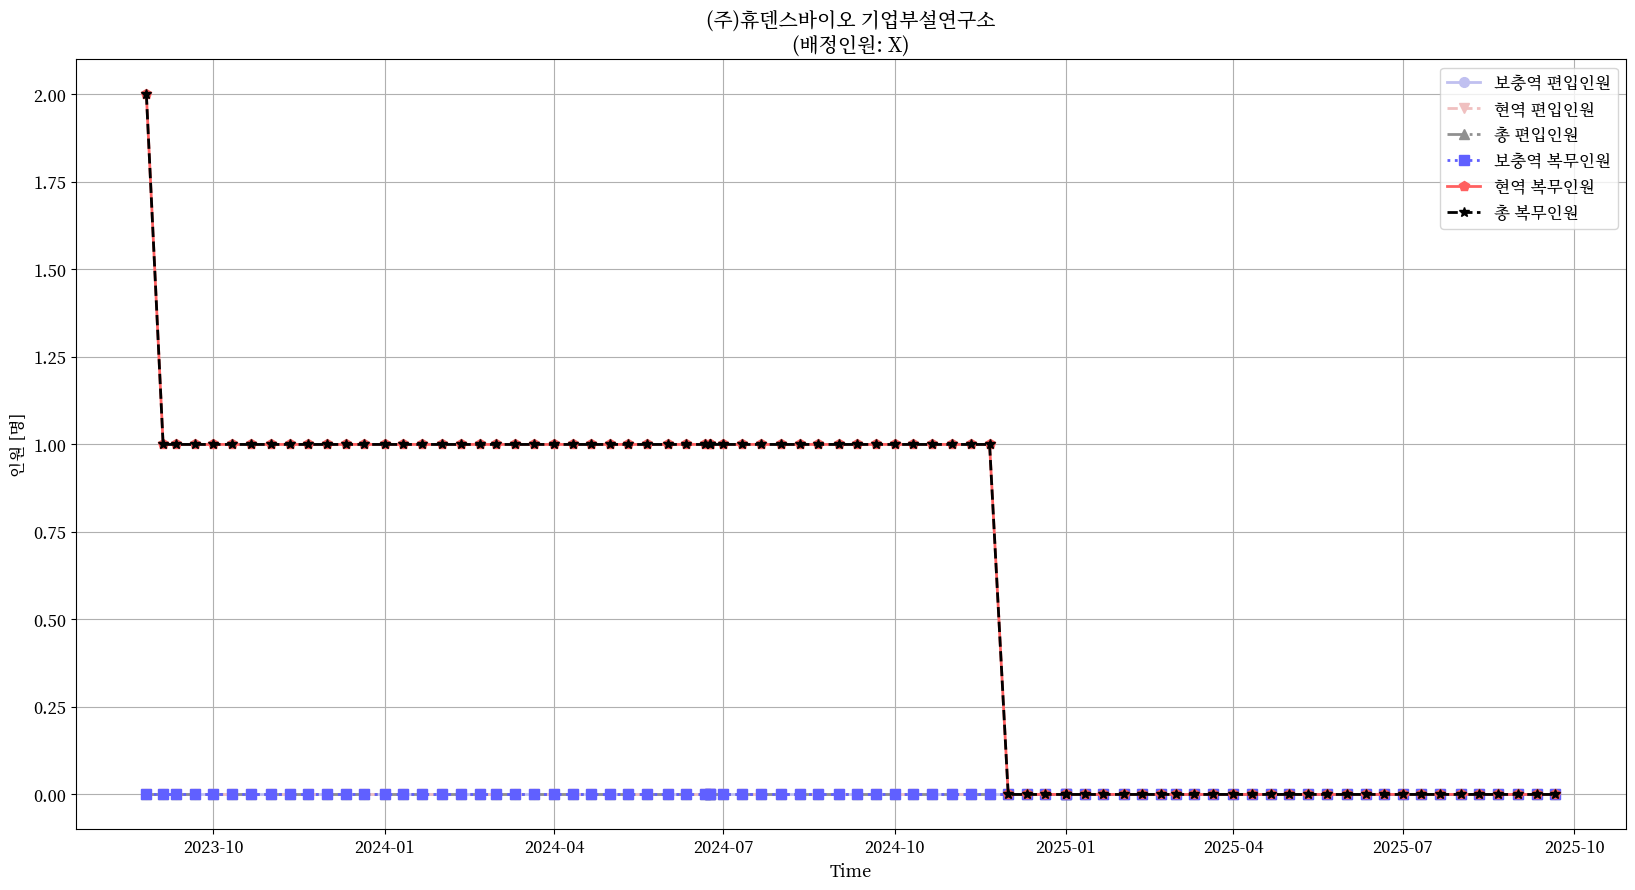 (주)휴덴스바이오 기업부설연구소
(배정인원: X)
보충역 편입인원
현역 편입인원
총 편입인원
보충역 복무인원
현역 복무인원
총 복무인원
인원 [명]
2.00
1.75
1.50
1.25
1.00
0.75
0.50
0.25
0.00
2023-10
2024-01
2024-04
2024-07
2024-10
2025-01
2025-04
2025-07
2025-10
Time